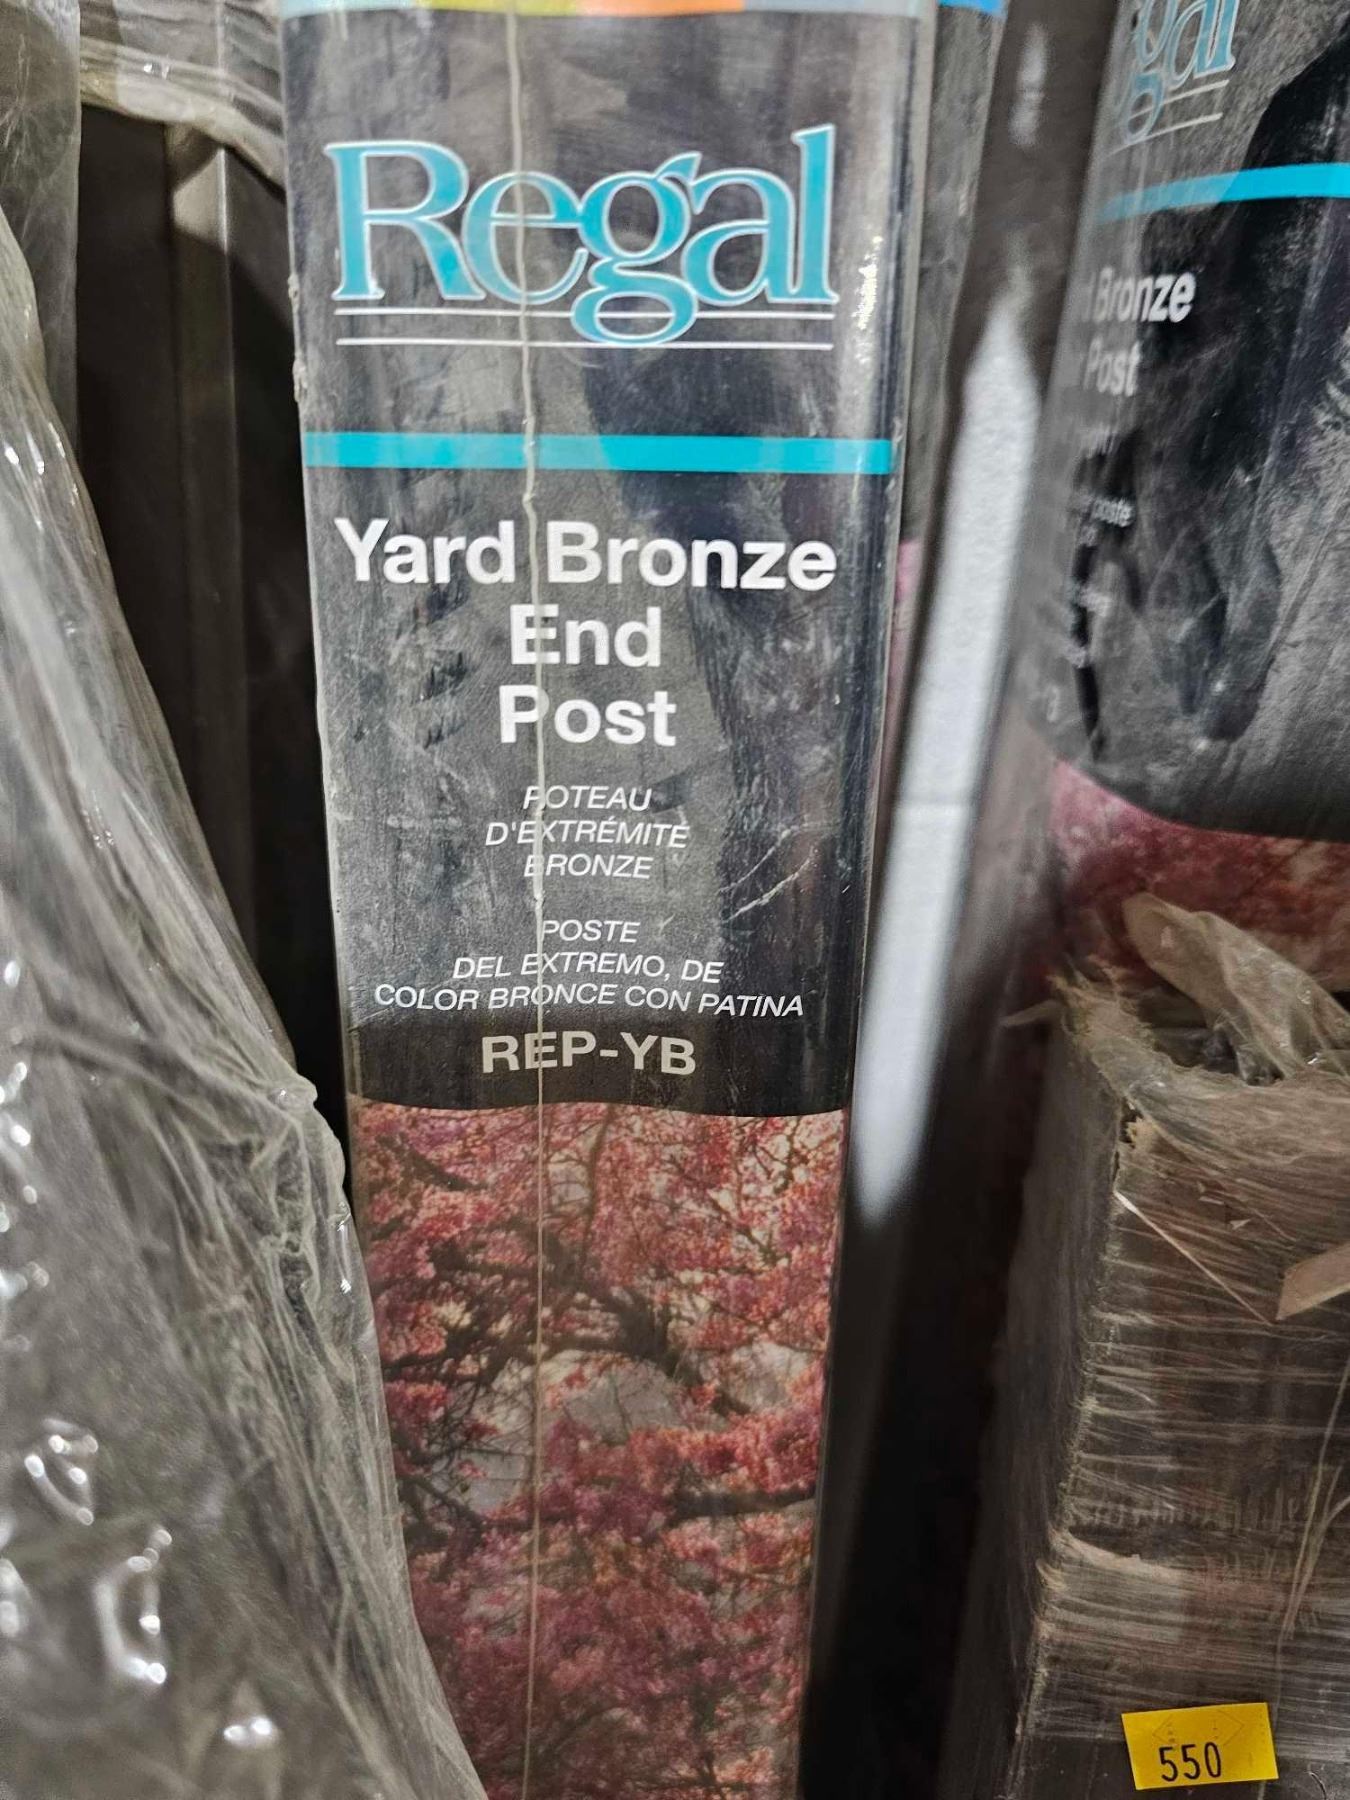 Regal
Yard Bronze
End
Post
POTEAU
D'EXTRÉMITÉ
BRONZE
POSTE
DEL EXTREMO, DE
COLOR BRONCE CON PATINA
REP-YB
Bronze
Post
poste
550